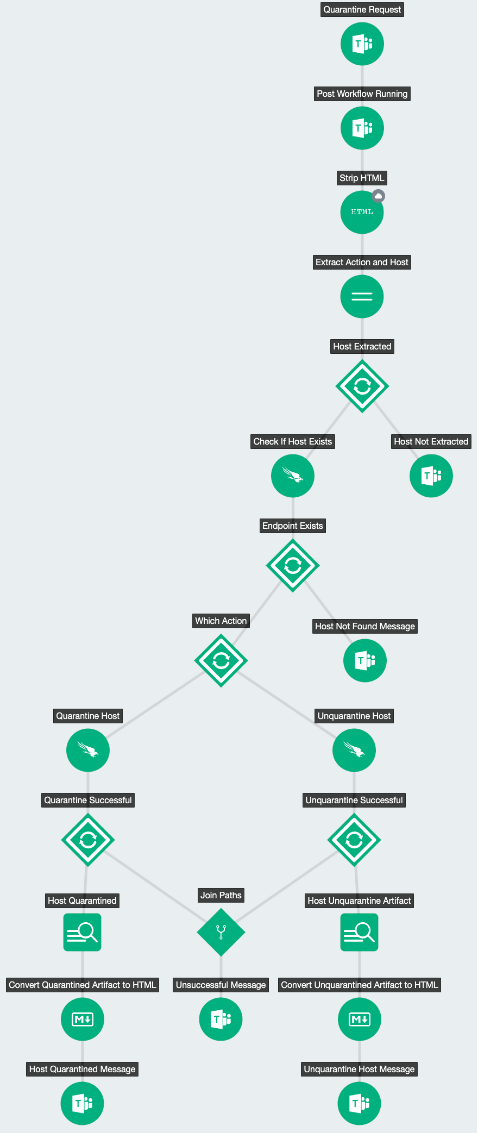 Quarantine Request
T
Post Workflow Running
T
Strip HTML
HTML
Extract Action and Host
Host Extracted
Check If Host Exists
Host Not Extracted
T
Endpoint Exists
Which Action
Host Not Found Message
T
Quarantine Host
Unquarantine Host
Quarantine Successful
Unquarantine Successful
Join Paths
Host Quarantined
Host Unquarantine Artifact
Convert Quarantined Artifact to HTML
Unsuccessful Message
Convert Unquarantined Artifact to HTML
M
T
M
Host Quarantined Message
Unquarantine Host Message
T
T